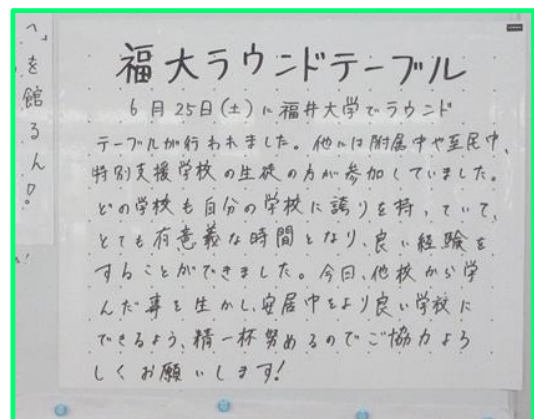 福大ラウンドテーブル
6月25日(土)に福井大学でラウンド
テーブルが行われました。他には附属中や至民中、
特別支援学校の生徒の方が参加していました。
どの学校も自分の学校に誇りを持っていて、
とても有意義な時間となり、良い経験を
することができました。今日、他校から学
んだ事を生かし、安居中をより良い学校に
できるよう、精一杯努めるのでご協力よろ
しくお願いします!
へ
を館るん!